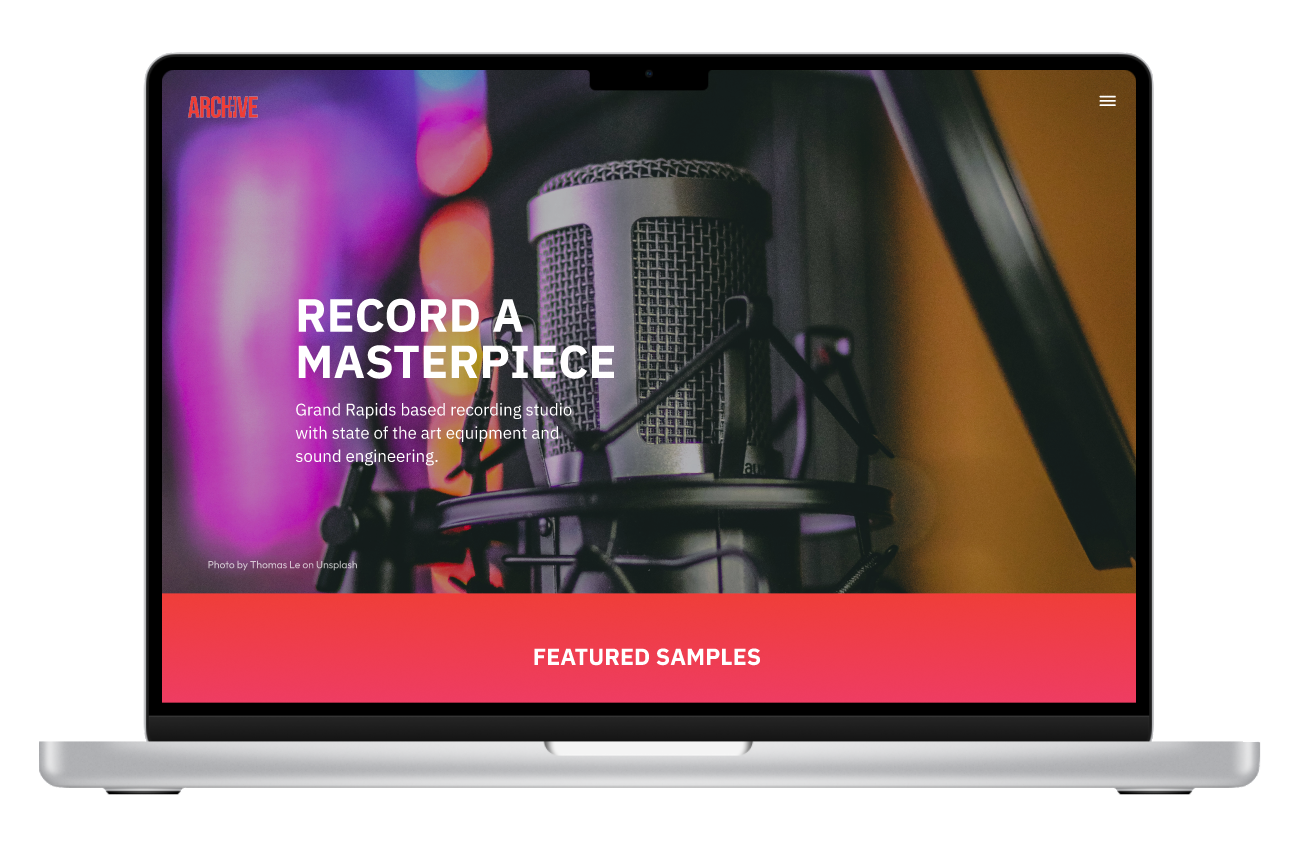 ARCHIVE
RECORD A
MASTERPIECE
Grand Rapids based recording studio
with state of the art equipment and
sound engineering.
Photo by Thomas Le on Unsplash
FEATURED SAMPLES